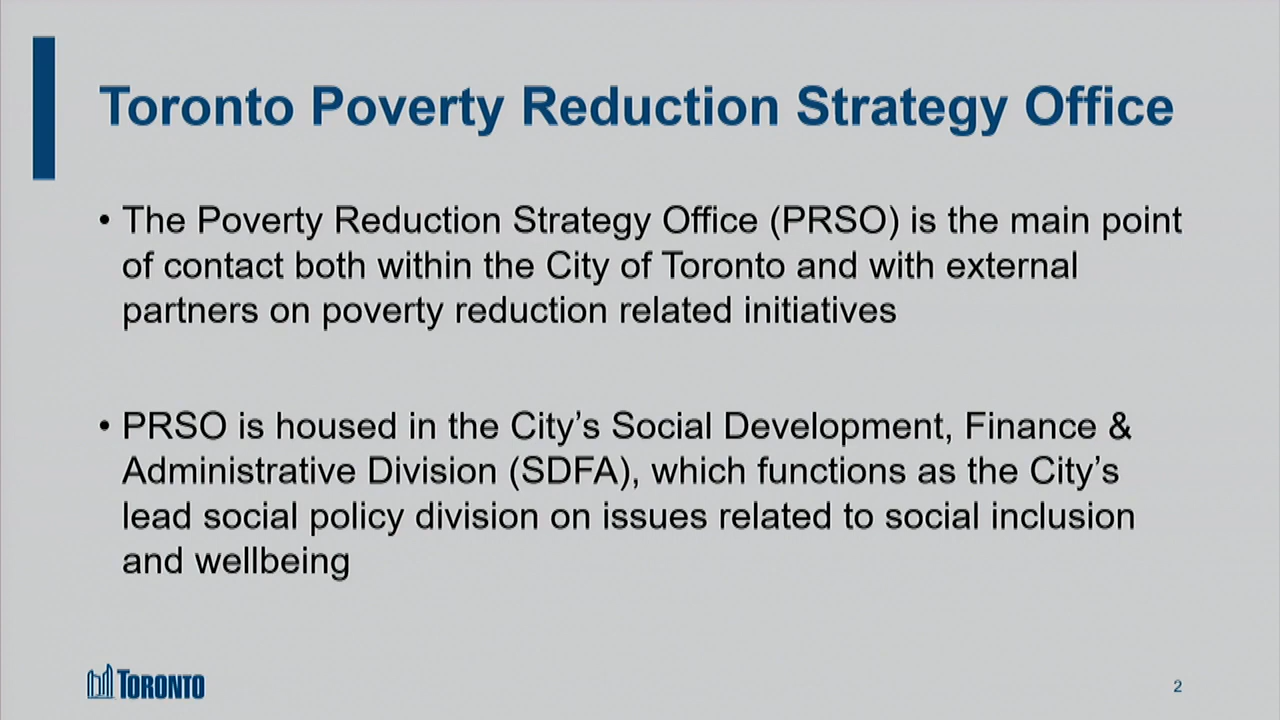 Toronto Poverty Reduction Strategy Office
• The Poverty Reduction Strategy Office (PRSO) is the main point
of contact both within the City of Toronto and with external
partners on poverty reduction related initiatives
• PRSO is housed in the City’s Social Development, Finance &
Administrative Division (SDFA), which functions as the City’s
lead social policy division on issues related to social inclusion
and wellbeing
TORONTO
2